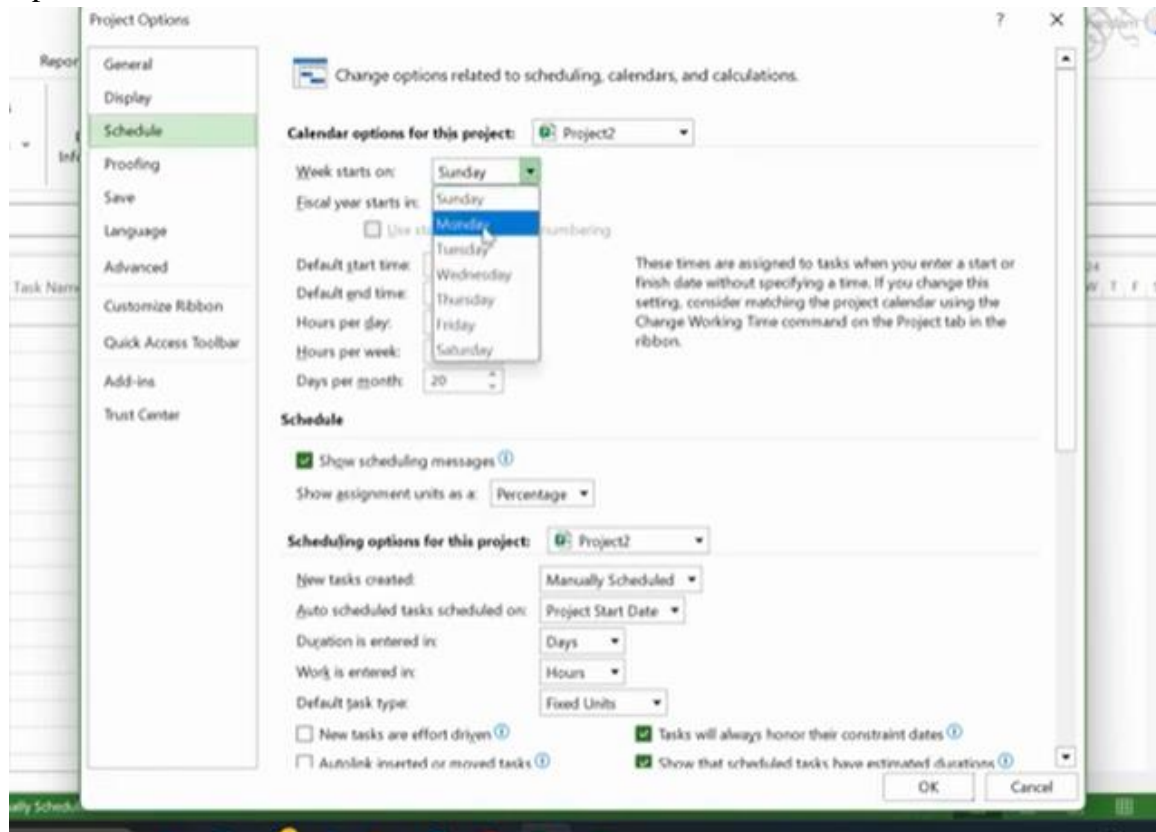 Project Options
?
General
Display
Schedule
Proofing
Save
Language
Advanced
Customize Ribbon
Quick Access Toolbar
Add-ins
Trust Center
Change options related to scheduling, calendars, and calculations.
Calendar options for this project: Project2
Week starts on: Sunday
Fiscal year starts in:
Sunday
Monday
Tuesday
Wednesday
Thursday
Friday
Saturday
Use numbering
Default start time:
Default end time:
Hours per day:
Hours per week:
Days per month: 20
These times are assigned to tasks when you enter a start or
finish date without specifying a time. If you change this
setting, consider matching the project calendar using the
Change Working Time command on the Project tab in the
ribbon.
Schedule
Show scheduling messages
Show assignment units as a: Percentage
Scheduling options for this project: Project2
New tasks created: Manually Scheduled
Auto scheduled tasks scheduled on: Project Start Date
Duration is entered in: Days
Work is entered in: Hours
Default task type: Fixed Units
New tasks are effort driven
Tasks will always honor their constraint dates
Autolink inserted or moved tasks
Show that scheduled tasks have estimated durations
OK Cancel
Repor
Task Nam
24
W T F S